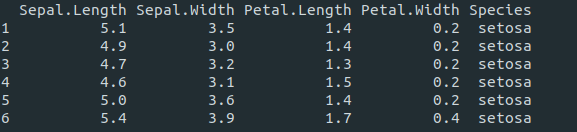 Sepal.Length Sepal.Width Petal.Length Petal.Width Species
1          5.1         3.5          1.4         0.2  setosa
2          4.9         3.0          1.4         0.2  setosa
3          4.7         3.2          1.3         0.2  setosa
4          4.6         3.1          1.5         0.2  setosa
5          5.0         3.6          1.4         0.2  setosa
6          5.4         3.9          1.7         0.4  setosa